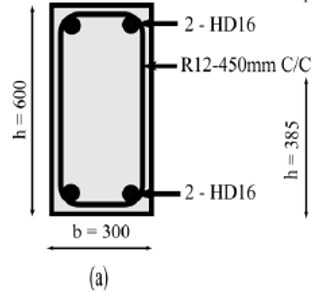 2 - HD16
R12-450mm C/C
h = 600
h = 385
2 - HD16
b = 300
(a)